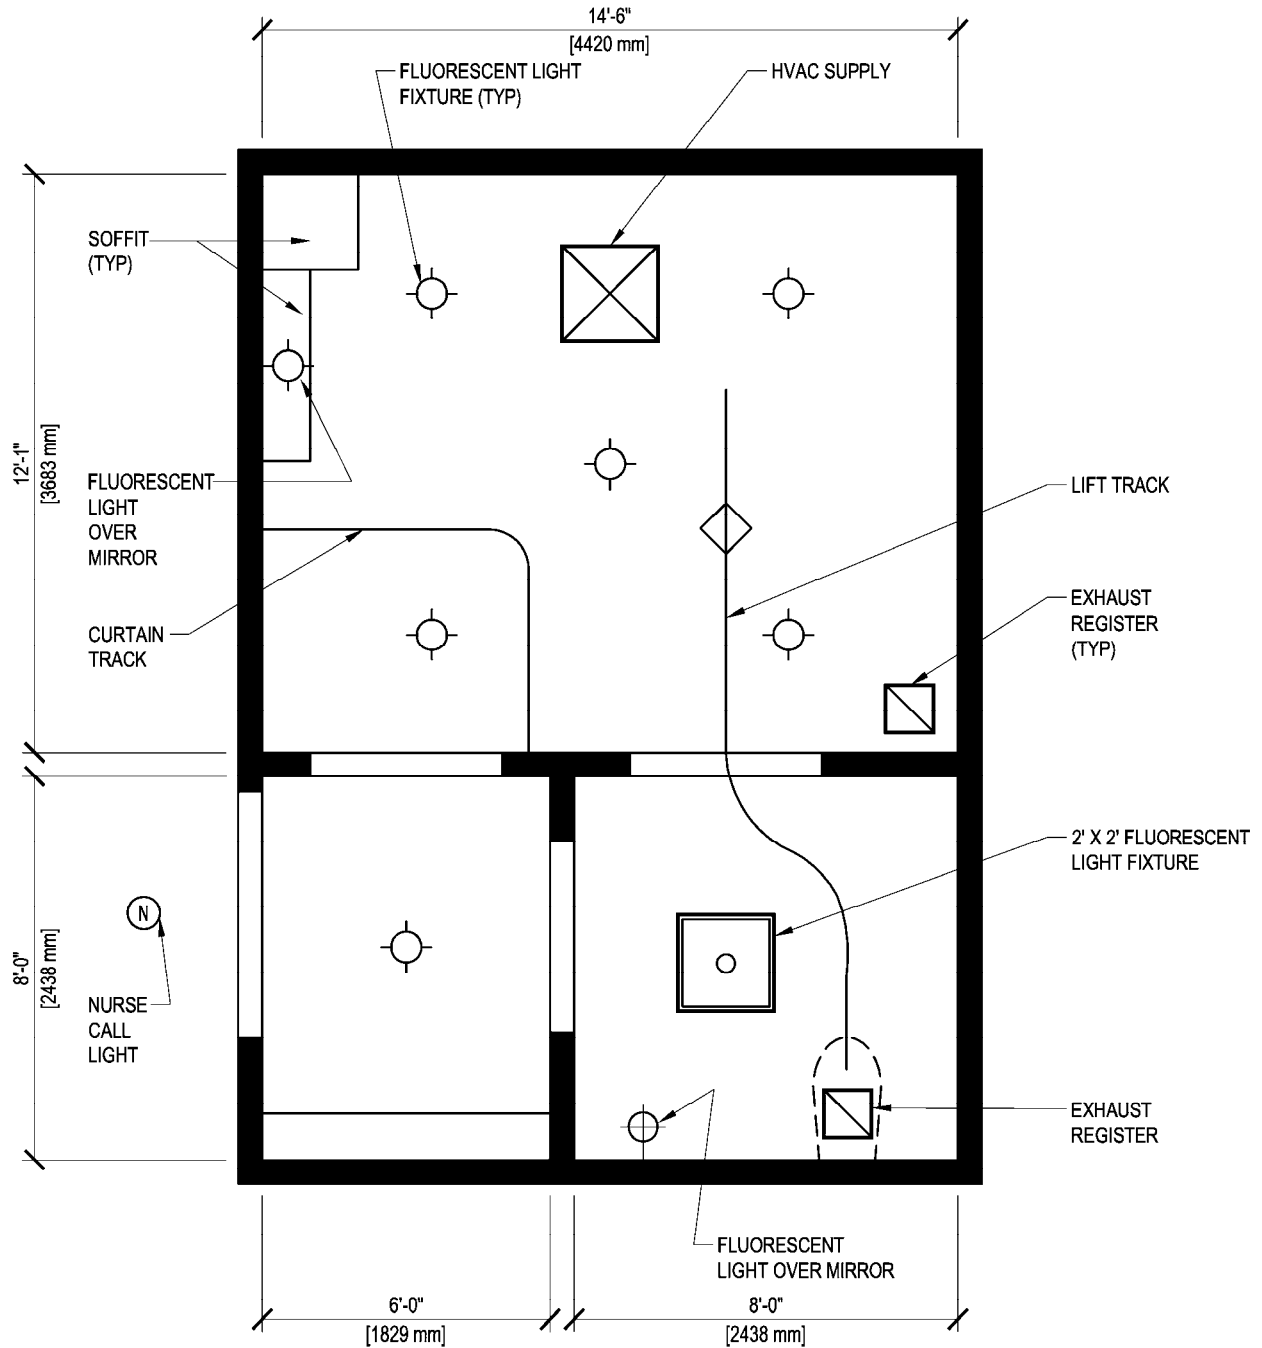 14'-6"
[4420 mm]
FLUORESCENT LIGHT
FIXTURE (TYP)
HVAC SUPPLY
SOFFIT
(TYP)
12'-1"
[3683 mm]
FLUORESCENT
LIGHT
OVER
MIRROR
LIFT TRACK
CURTAIN
TRACK
EXHAUST
REGISTER
(TYP)
2' X 2' FLUORESCENT
LIGHT FIXTURE
N
8'-0"
[2438 mm]
NURSE
CALL
LIGHT
EXHAUST
REGISTER
FLUORESCENT
LIGHT OVER MIRROR
6'-0"
[1829 mm]
8'-0"
[2438 mm]